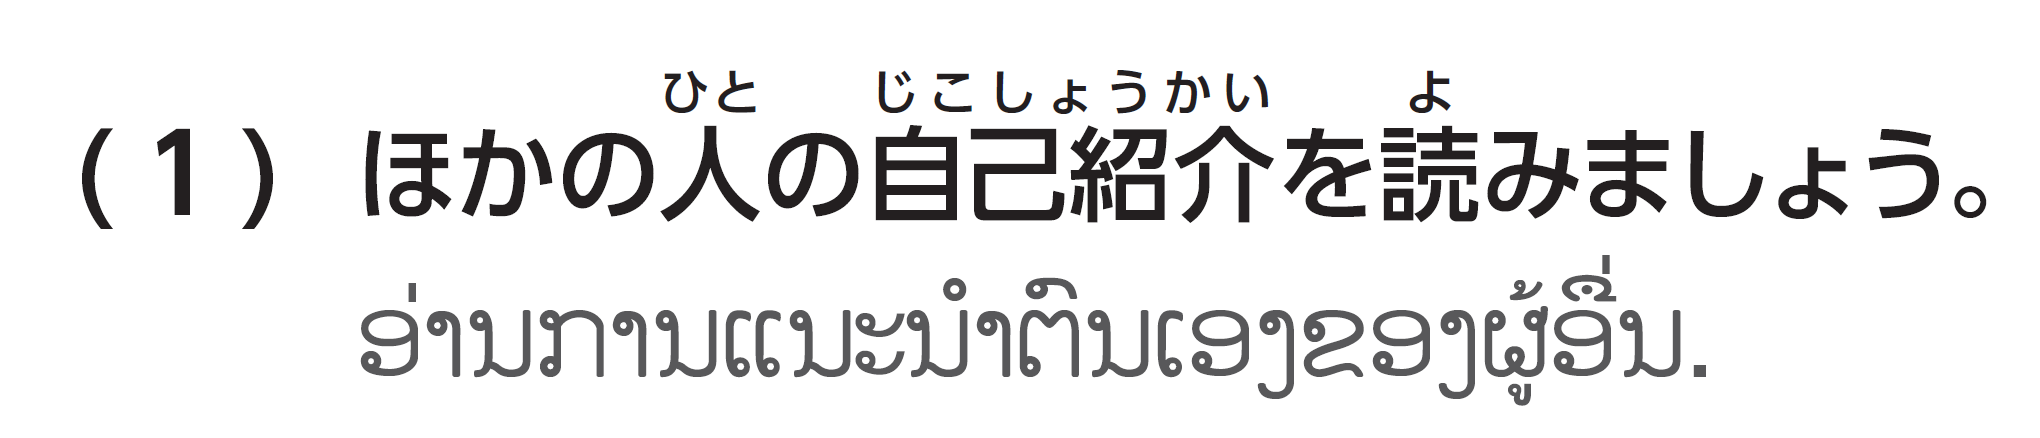 ひと じこしょうかい よ
(1) ほかの人の自己紹介を読みましょう。
ອ່ານການແນະນຳຕົນເອງຂອງຜູ້ອື່ນ.